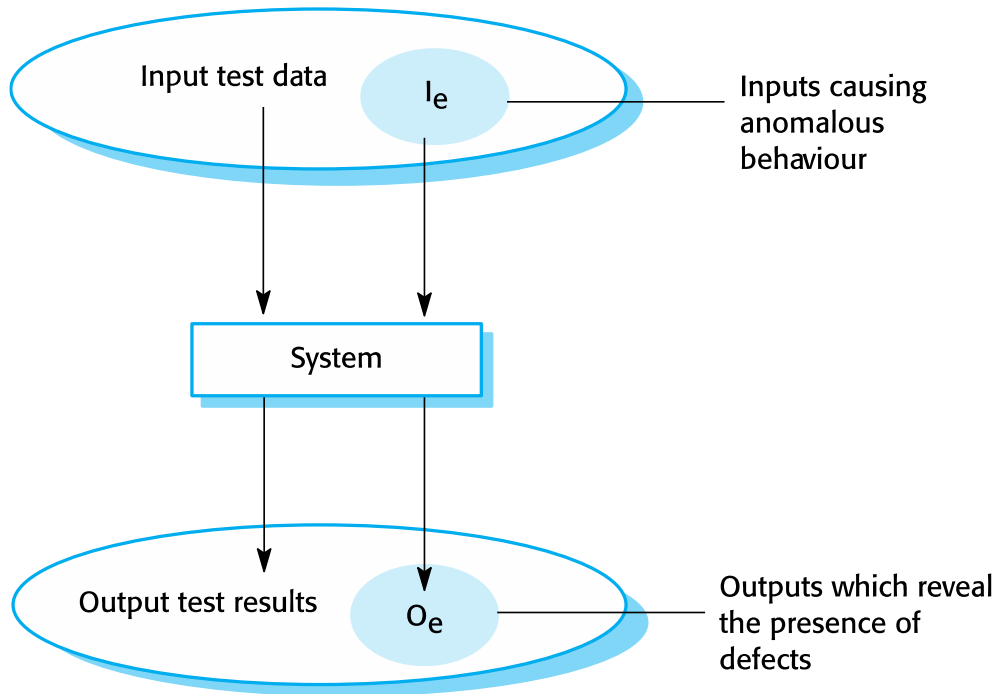 Input test data
Ie
Inputs causing
anomalous
behaviour
System
Output test results
Oe
Outputs which reveal
the presence of
defects